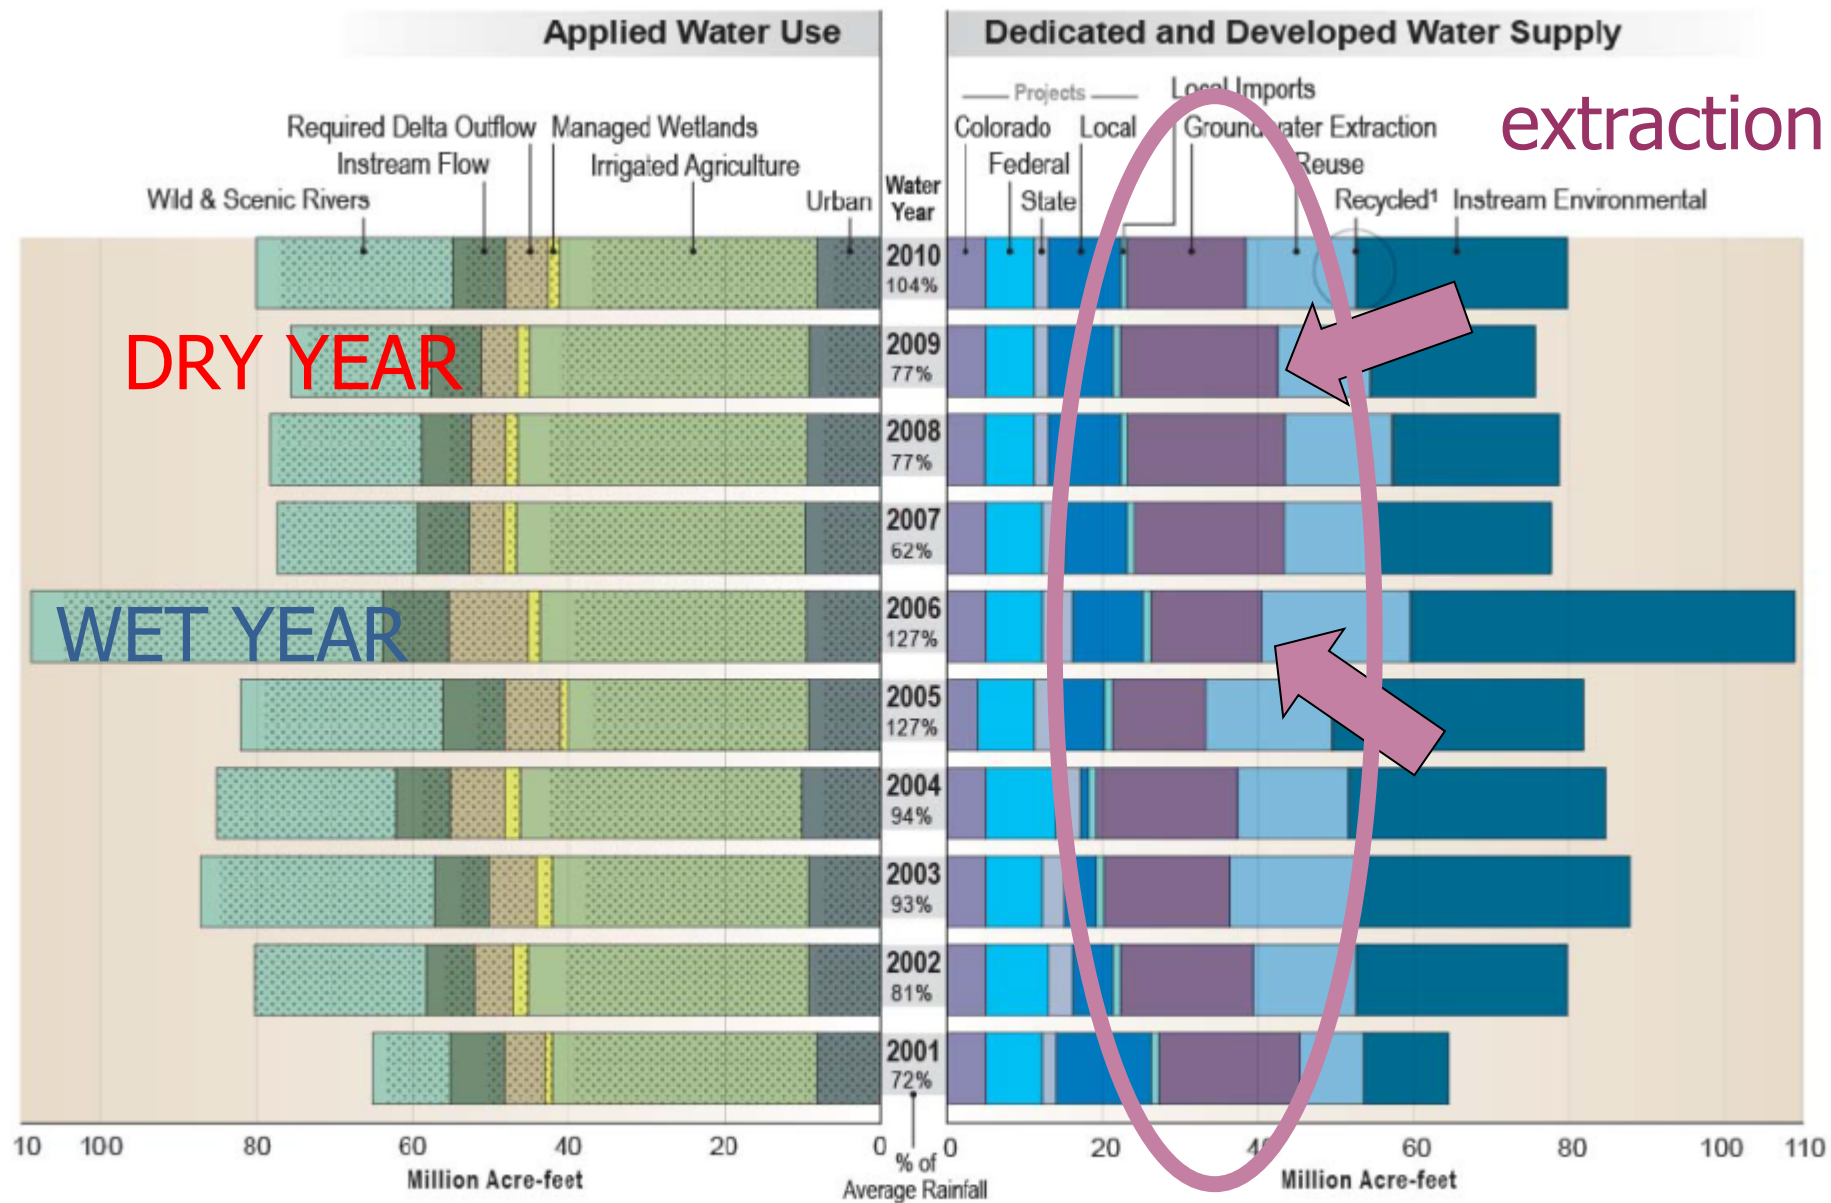 Applied Water Use
Dedicated and Developed Water Supply
extraction
Projects
Local Imports
Required Delta Outflow
Managed Wetlands
Colorado
Local
Groundwater Extraction
Instream Flow
Irrigated Agriculture
Federal
Reuse
Wild & Scenic Rivers
Urban
Water
Year
State
Recycled¹
Instream Environmental
2010
104%
DRY YEAR
2009
77%
2008
77%
2007
62%
WET YEAR
2006
127%
2005
127%
2004
94%
2003
93%
2002
81%
2001
72%
10 100 80 60 40 20 0
0 20 40 60 80 100 110
Million Acre-feet
% of
Average Rainfall
Million Acre-feet